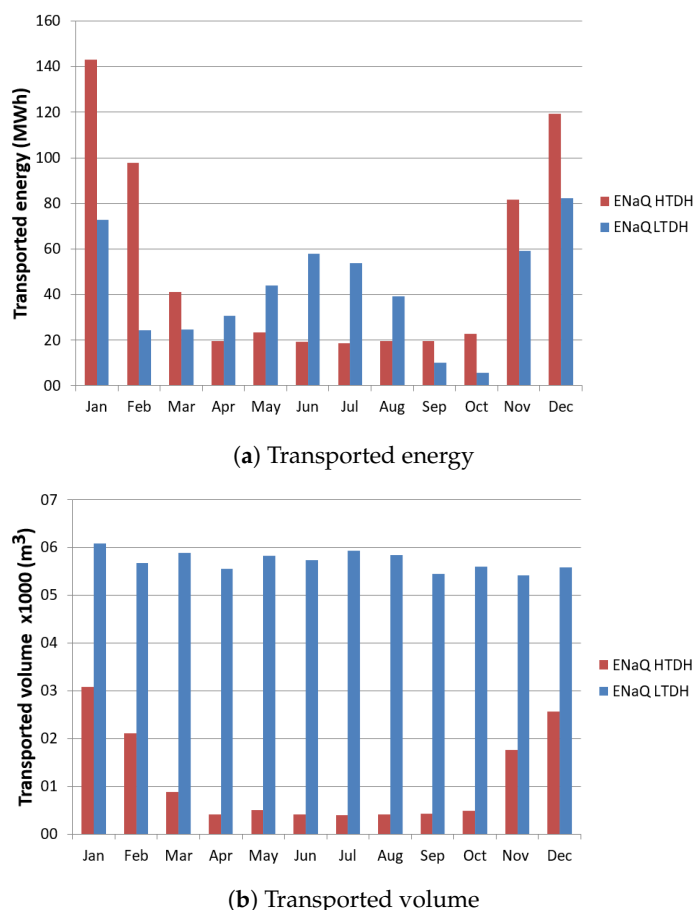 160
140
120
100
80
60
40
20
00
Transported energy (MWh)
Jan Feb Mar Apr May Jun Jul Aug Sep Oct Nov Dec
ENaQ HTDH
ENaQ LTDH
(a) Transported energy
07
06
05
04
03
02
01
00
Transported volume x1000 (m³)
Jan Feb Mar Apr May Jun Jul Aug Sep Oct Nov Dec
ENaQ HTDH
ENaQ LTDH
(b) Transported volume